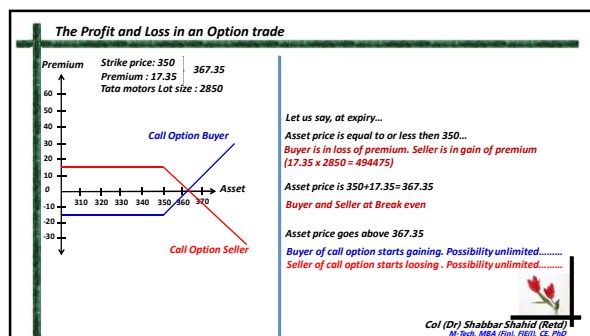 The Profit and Loss in an Option trade
Premium
Strike price: 350
Premium : 17.35
367.35
Tata motors Lot size : 2850
60
50
40
30
20
10
0
-10
-20
-30
Call Option Buyer
Asset
310 320 330 340 350 360 370
Call Option Seller
Let us say, at expiry...
Asset price is equal to or less then 350...
Buyer is in loss of premium. Seller is in gain of premium
(17.35 x 2850 = 494475)
Asset price is 350+17.35= 367.35
Buyer and Seller at Break even
Asset price goes above 367.35
Buyer of call option starts gaining. Possibility unlimited.........
Seller of call option starts loosing . Possibility unlimited.........
Col (Dr) Shabbar Shahid (Retd)
M-Tech, MBA (Fin), FIE(I), CE, PhD